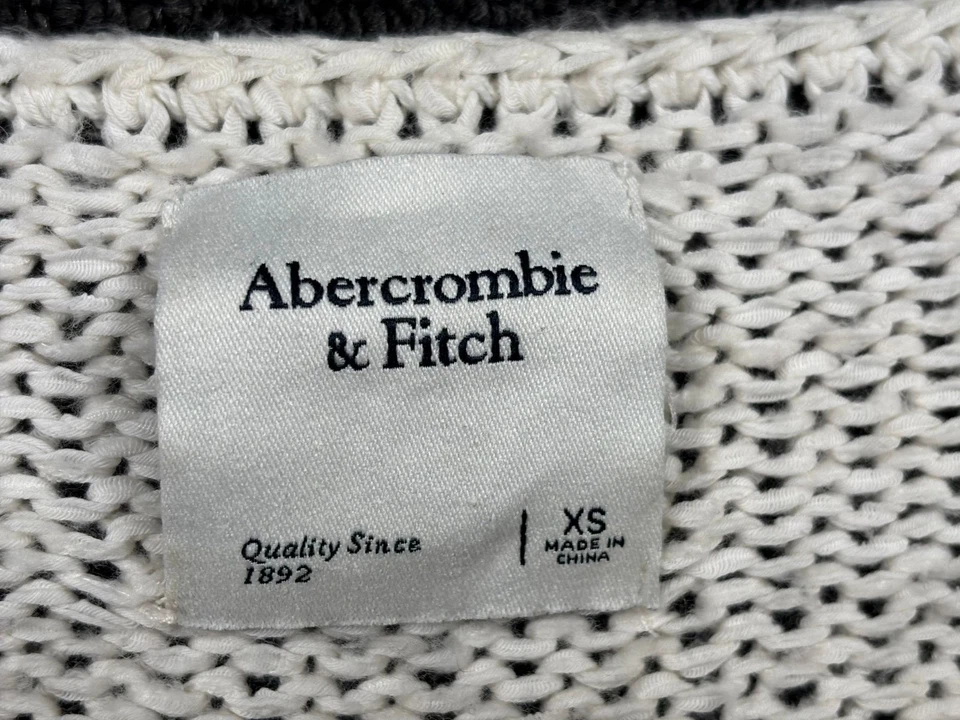 Abercrombie
& Fitch
Quality Since
1892
XS
MADE IN
CHINA